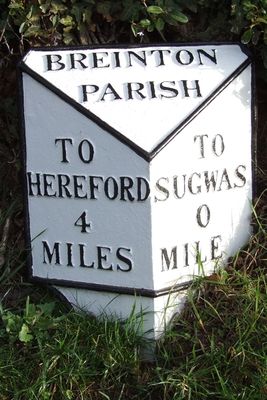 BREINTON
PARISH
TO
HEREFORD
4
MILES
TO
SUGWAS
0
MILE